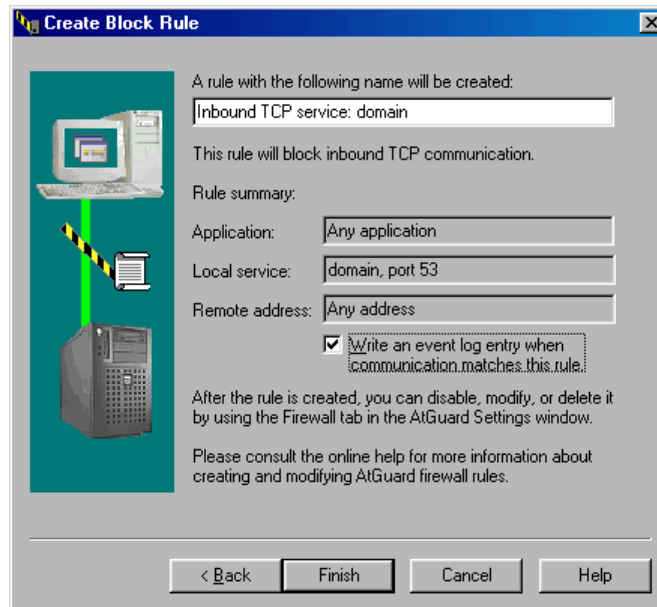 Create Block Rule
A rule with the following name will be created:
Inbound TCP service: domain
This rule will block inbound TCP communication.
Rule summary:
Application: Any application
Local service: domain, port 53
Remote address: Any address
Write an event log entry when
communication matches this rule.
After the rule is created, you can disable, modify, or delete it
by using the Firewall tab in the AtGuard Settings window.
Please consult the online help for more information about
creating and modifying AtGuard firewall rules.
< Back Finish Cancel Help